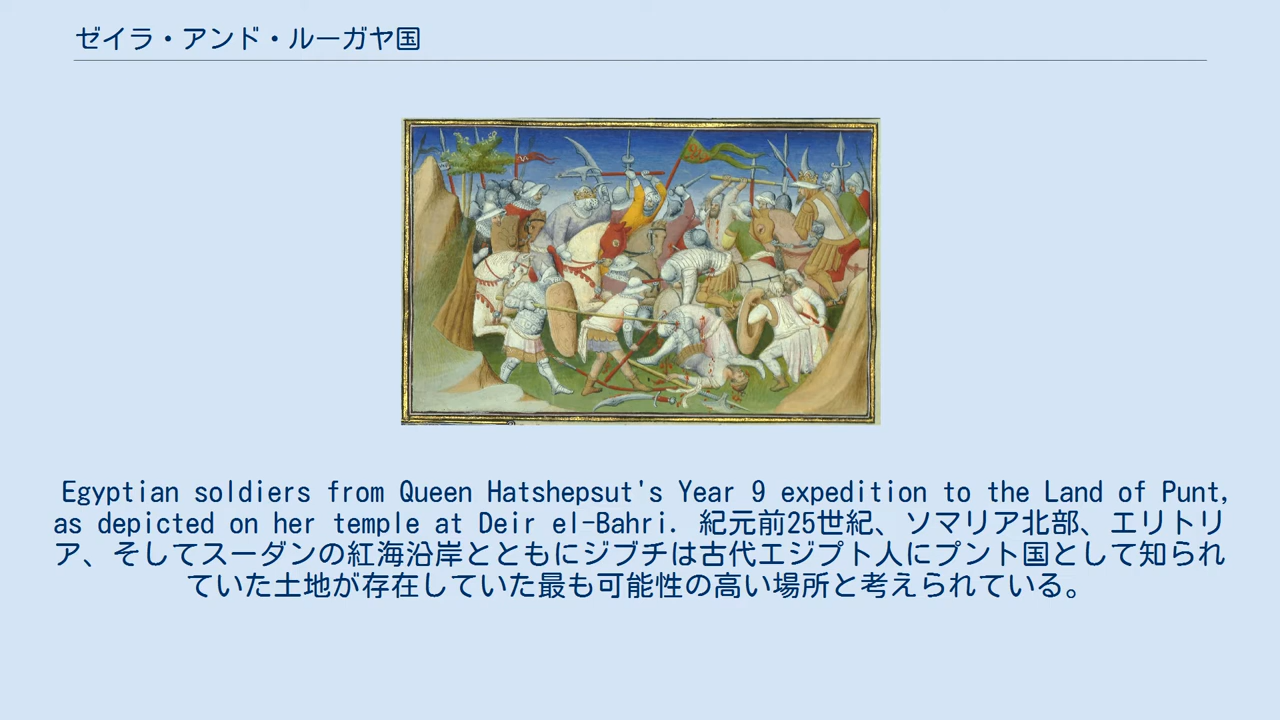 ゼイラ・アンド・ルーガヤ国
Egyptian soldiers from Queen Hatshepsut's Year 9 expedition to the Land of Punt,
as depicted on her temple at Deir el-Bahri. 紀元前25世紀、ソマリア北部、エリトリ
ア、そしてスーダンの紅海沿岸とともにジブチは古代エジプト人にプント国として知られ
ていた土地が存在していた最も可能性の高い場所と考えられている。